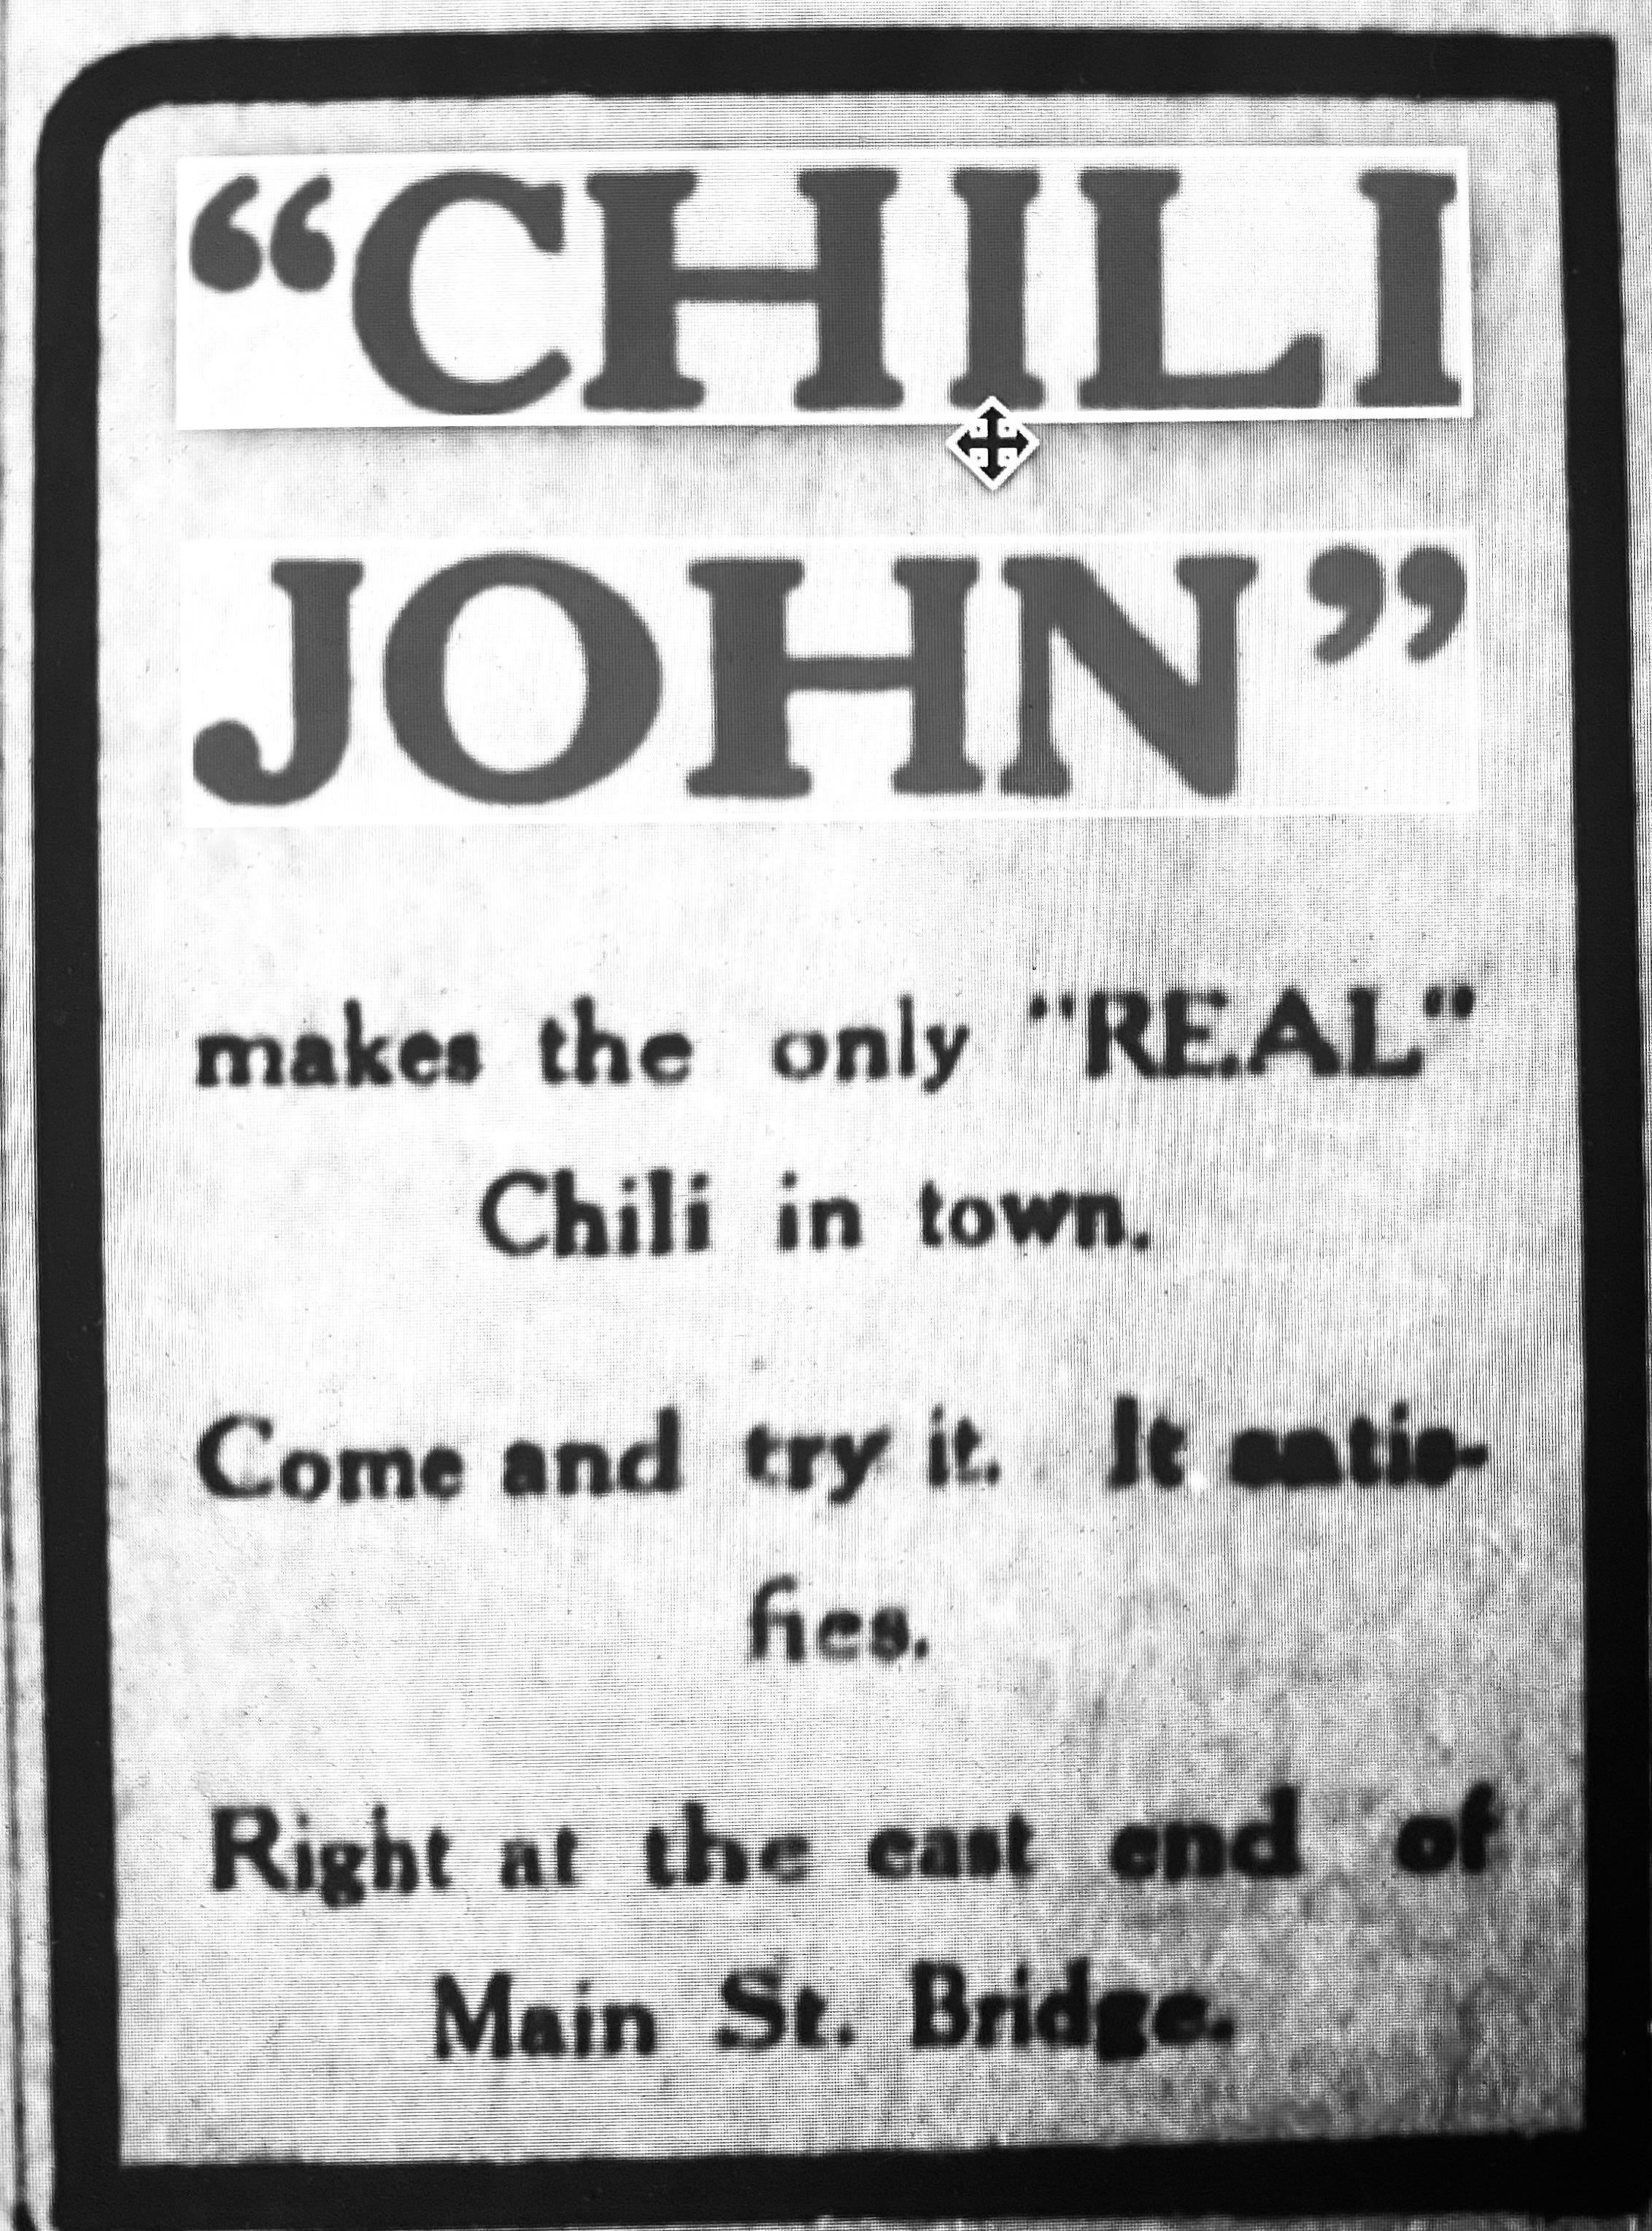 “CHILI
JOHN”
makes the only "REAL"
Chili in town.
Come and try it. It satis-
fies.
Right at the east end of
Main St. Bridge.